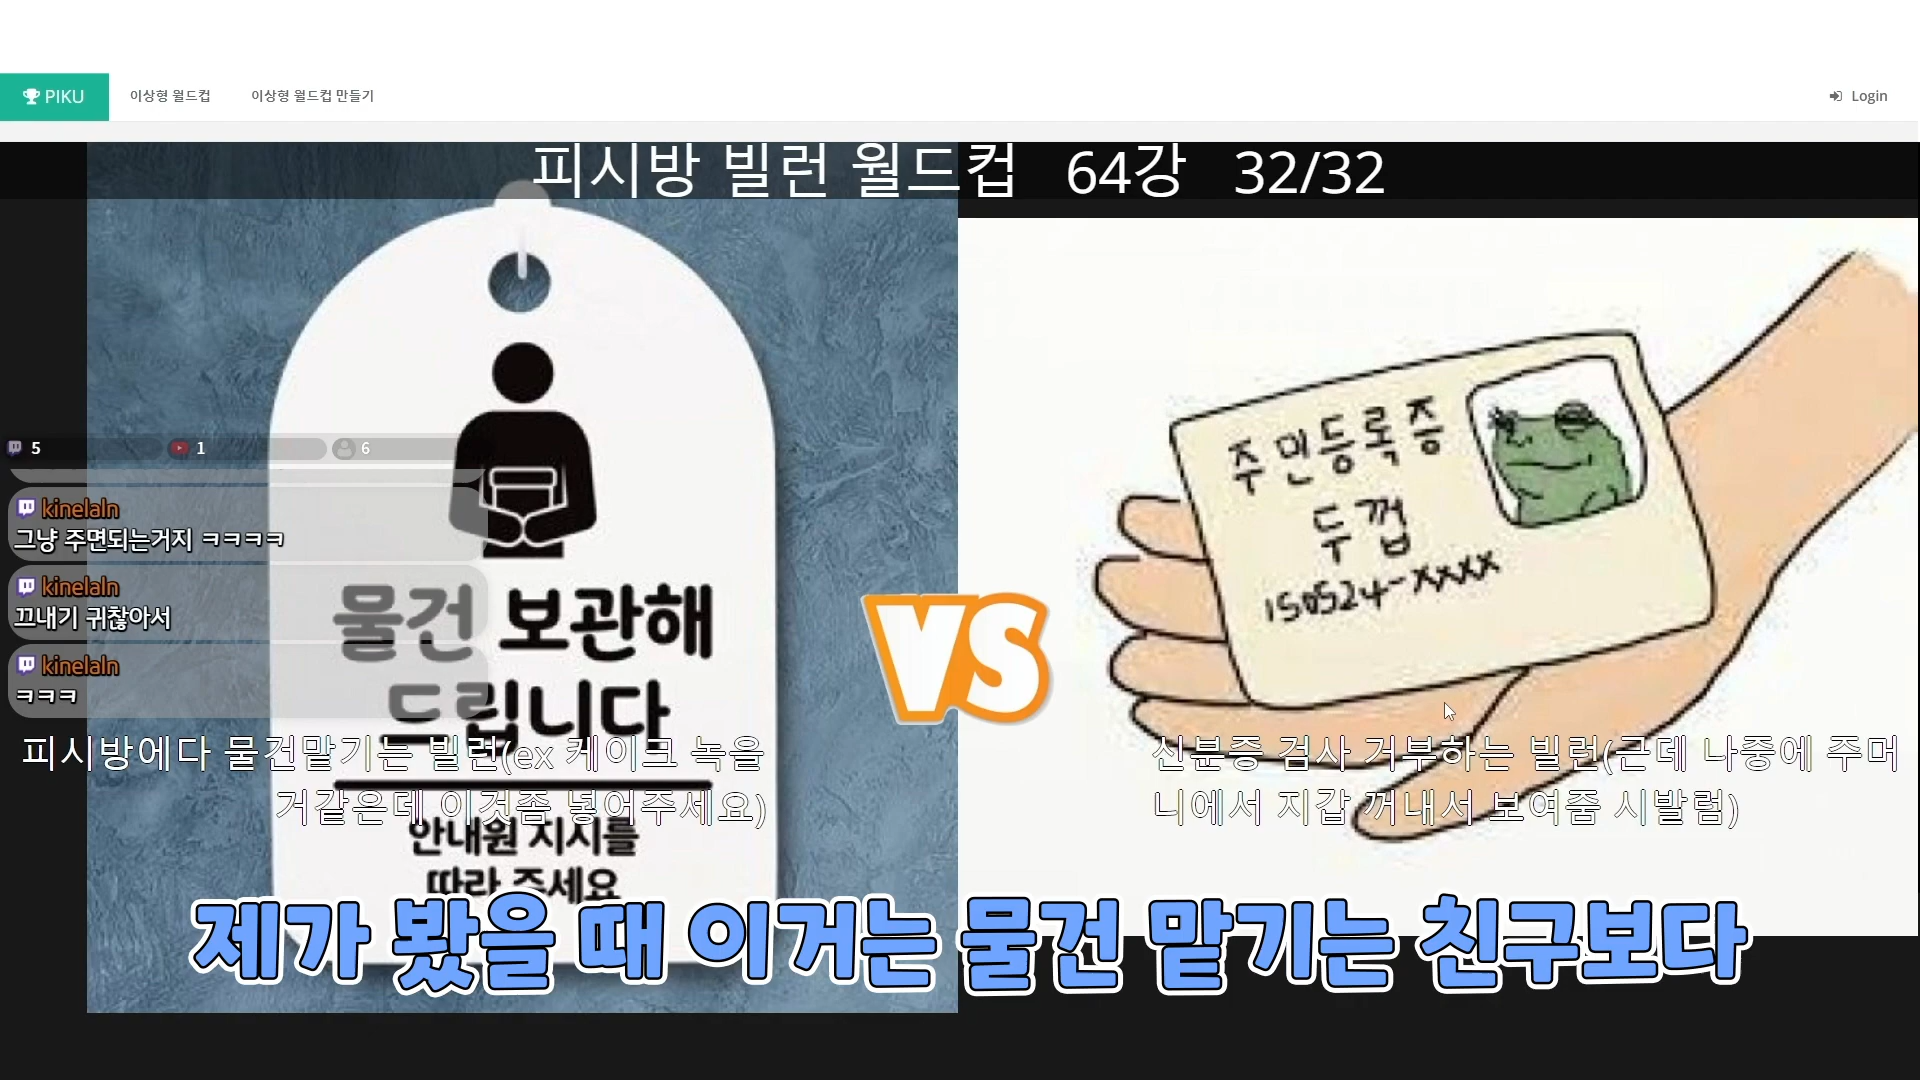 PIKU 이상형 월드컵 이상형 월드컵 만들기 Login
피시방 빌런 월드컵 64강 32/32
5 1 6
kinelaln
그냥 주면되는거지 ㅋㅋㅋㅋ
kinelaln
끄내기 귀찮아서
kinelaln
ㅋㅋㅋ
물건 보관해
드립니다
안내원 지시를
따라 주세요
피시방에다 물건맡기는 빌런(ex 케이크 녹을
거같은데 이것좀 넣어주세요)
VS
주민등록증
두껍
150524-xxxx
신분증 검사 거부하는 빌런(근데 나중에 주머
니에서 지갑 꺼내서 보여줌 시발럼)
제가 봤을 때 이거는 물건 맡기는 친구보다